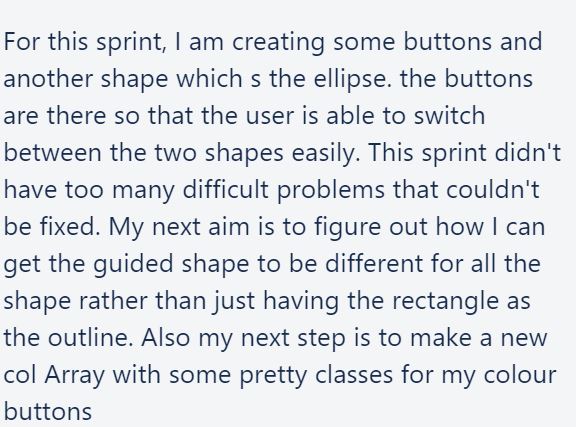 For this sprint, I am creating some buttons and
another shape which s the ellipse. the buttons
are there so that the user is able to switch
between the two shapes easily. This sprint didn't
have too many difficult problems that couldn't
be fixed. My next aim is to figure out how I can
get the guided shape to be different for all the
shape rather than just having the rectangle as
the outline. Also my next step is to make a new
col Array with some pretty classes for my colour
buttons